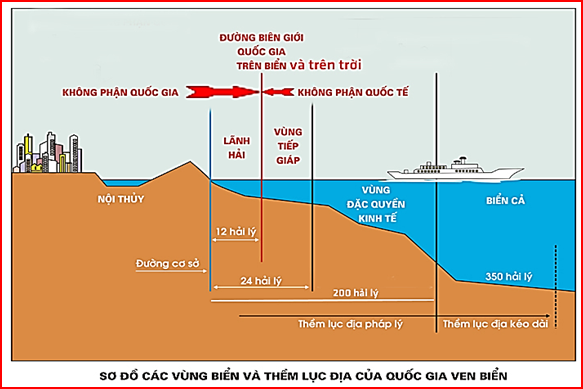 ĐƯỜNG BIÊN GIỚI
QUỐC GIA
TRÊN BIỂN và trên trời
KHÔNG PHẬN QUỐC GIA
KHÔNG PHẬN QUỐC TẾ
LÃNH
HẢI
VÙNG
TIẾP
GIÁP
NỘI THỦY
VÙNG
ĐẶC QUYỀN
KINH TẾ
BIỂN CẢ
12 hải lý
Đường cơ sở
24 hải lý
350 hải lý
200 hải lý
Thềm lục địa pháp lý
Thềm lục địa kéo dài
SƠ ĐỒ CÁC VÙNG BIỂN VÀ THỀM LỤC ĐỊA CỦA QUỐC GIA VEN BIỂN